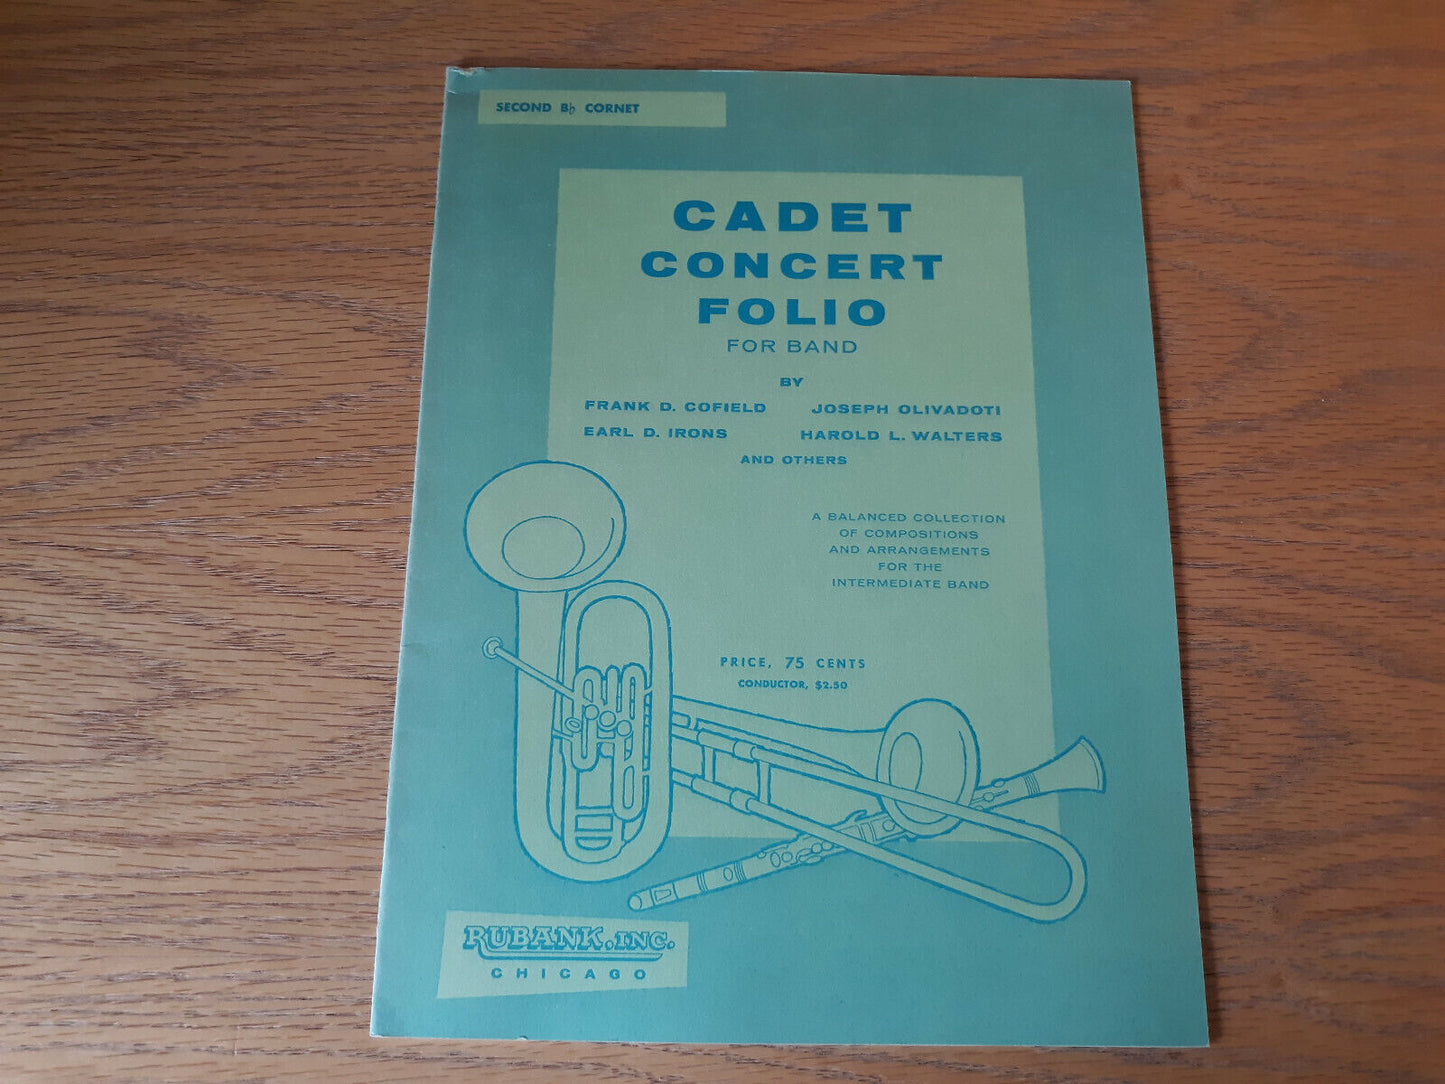 SECOND B♭ CORNET
CADET
CONCERT
FOLIO
FOR BAND
BY
FRANK D. COFIELD JOSEPH OLIVADOTI
EARL D. IRONS HAROLD L. WALTERS
AND OTHERS
A BALANCED COLLECTION
OF COMPOSITIONS
AND ARRANGEMENTS
FOR THE
INTERMEDIATE BAND
PRICE, 75 CENTS
CONDUCTOR, $2.50
RUBANK, INC.
CHICAGO